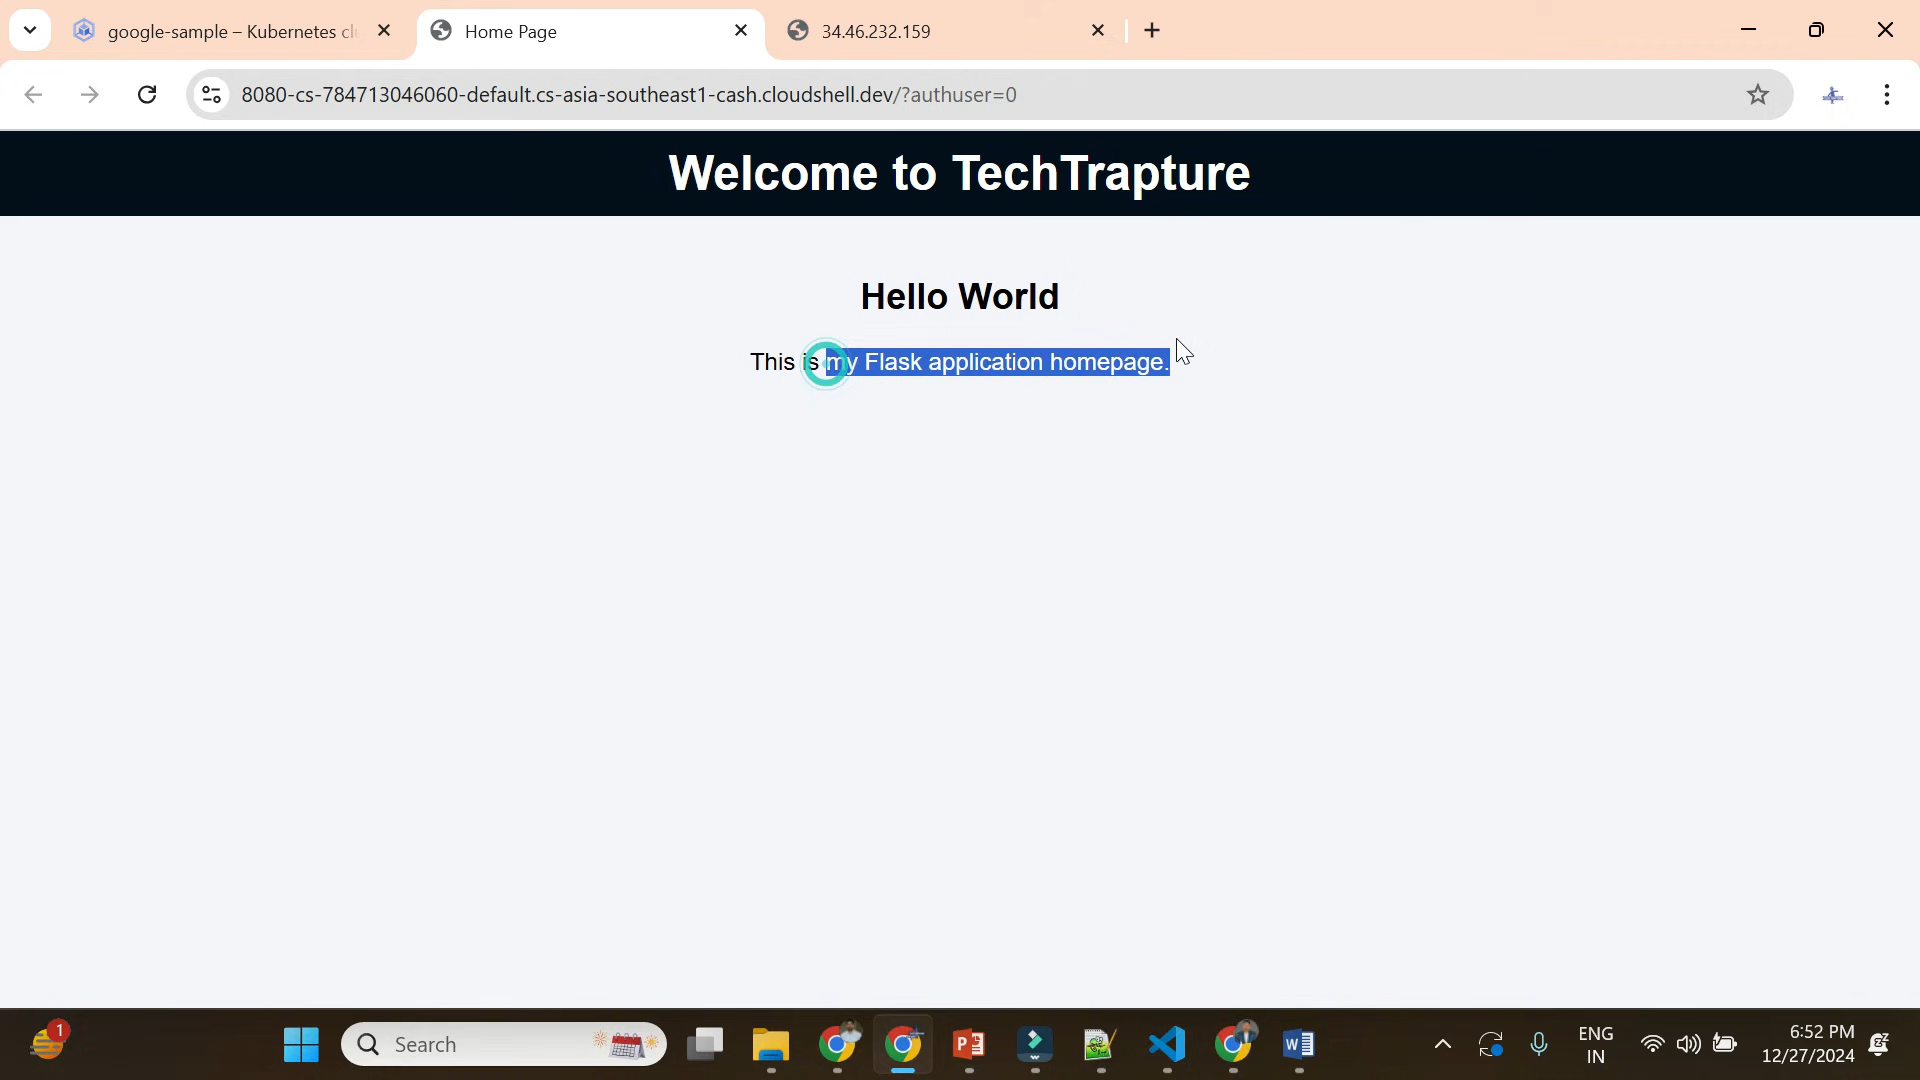 google-sample – Kubernetes cl
Home Page
34.46.232.159
8080-cs-784713046060-default.cs-asia-southeast1-cash.cloudshell.dev/?authuser=0
Welcome to TechTrapture
Hello World
This is my Flask application homepage.
1
Search
ENG
IN
6:52 PM
12/27/2024